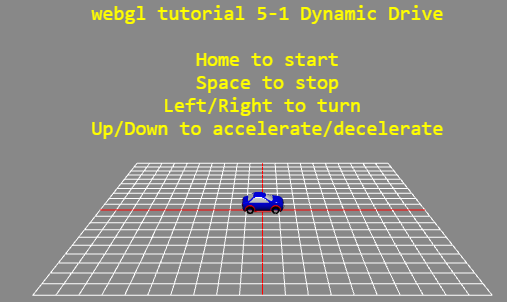 webgl tutorial 5-1 Dynamic Drive
Home to start
Space to stop
Left/Right to turn
Up/Down to accelerate/decelerate